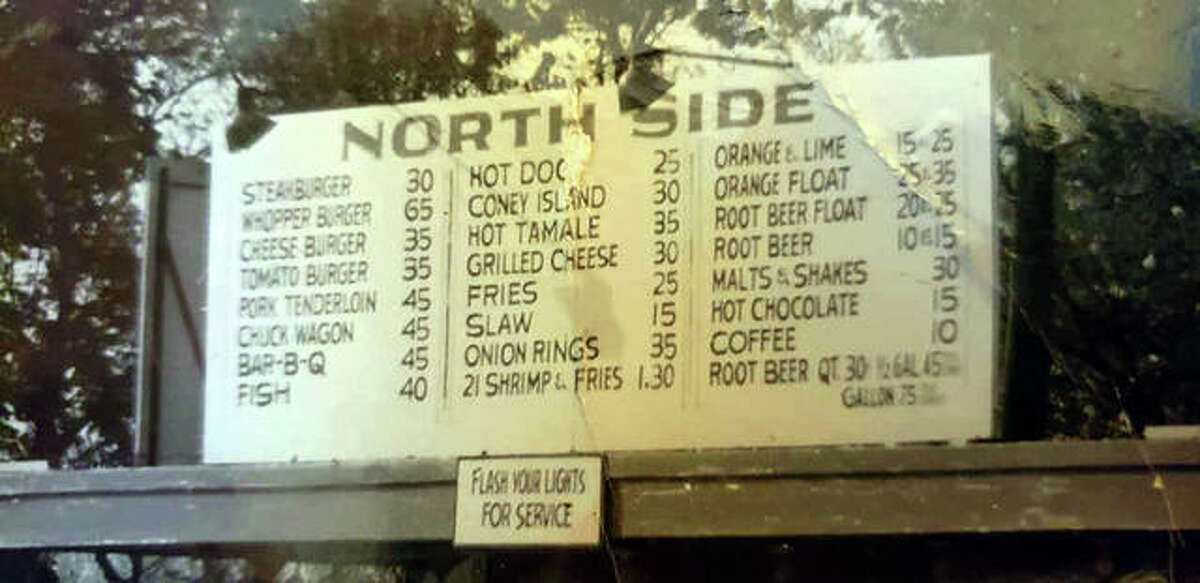 NORTH SIDE
STEAKBURGER 30
WHOPPER BURGER 65
CHEESE BURGER 35
TOMATO BURGER 35
PORK TENDERLOIN 45
CHUCK WAGON 45
BAR-B-Q 45
FISH 40
HOT DOG 25
CONEY ISLAND 30
HOT TAMALE 35
GRILLED CHEESE 30
FRIES 25
SLAW 15
ONION RINGS 35
21 SHRIMP & FRIES 1.30
ORANGE & LIME 15 & 25
ORANGE FLOAT 25 & 35
ROOT BEER FLOAT 20 & 25
ROOT BEER 10 & 15
MALTS & SHAKES 30
HOT CHOCOLATE 15
COFFEE 10
ROOT BEER QT. 30 ½ GAL 45
GALLON 75
FLASH YOUR LIGHTS
FOR SERVICE